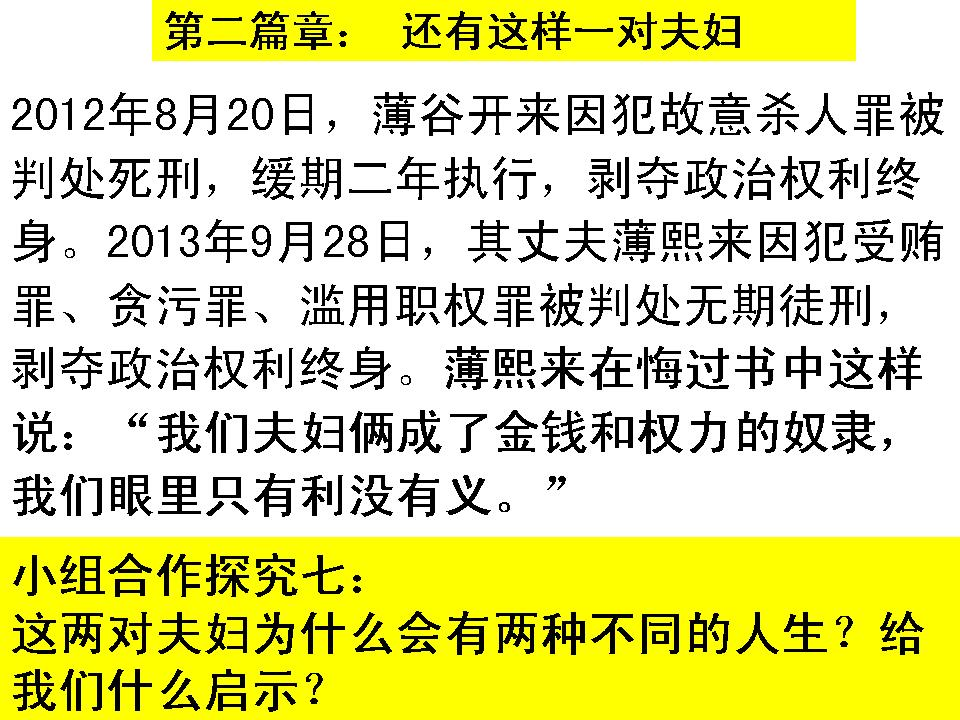 第二篇章： 还有这样一对夫妇
2012年8月20日，薄谷开来因犯故意杀人罪被
判处死刑，缓期二年执行，剥夺政治权利终
身。2013年9月28日，其丈夫薄熙来因犯受贿
罪、贪污罪、滥用职权罪被判处无期徒刑，
剥夺政治权利终身。薄熙来在悔过书中这样
说：“我们夫妇俩成了金钱和权力的奴隶，
我们眼里只有利没有义。”
小组合作探究七：
这两对夫妇为什么会有两种不同的人生？给
我们什么启示？